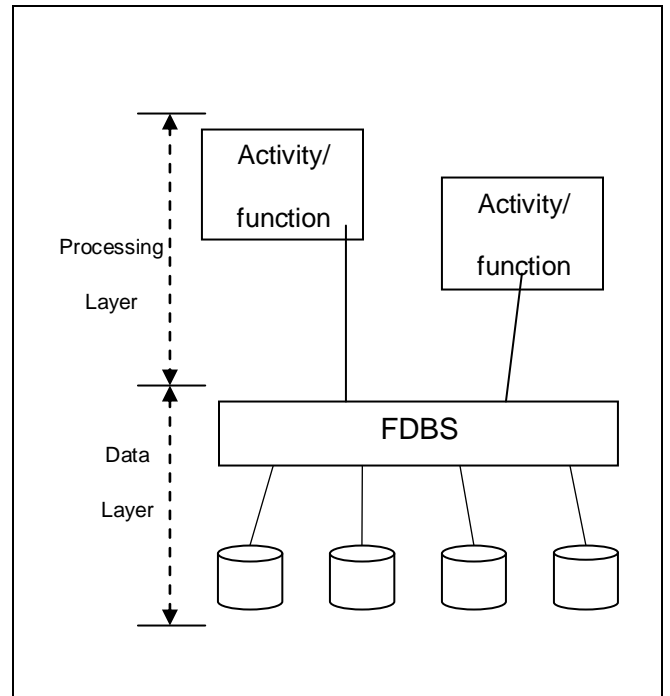 Activity/
function
Activity/
function
Processing
Layer
FDBS
Data
Layer